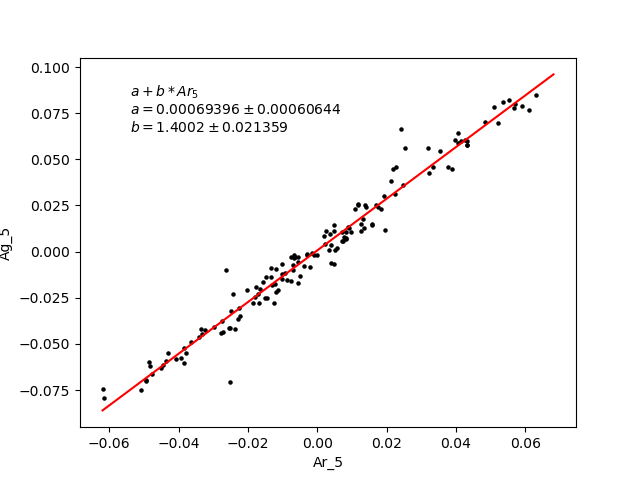 0.100
0.075
0.050
0.025
0.000
−0.025
−0.050
−0.075
Ag_5
a + b * Ar₅
a = 0.00069396 ± 0.00060644
b = 1.4002 ± 0.021359
−0.06 −0.04 −0.02 0.00 0.02 0.04 0.06
Ar_5